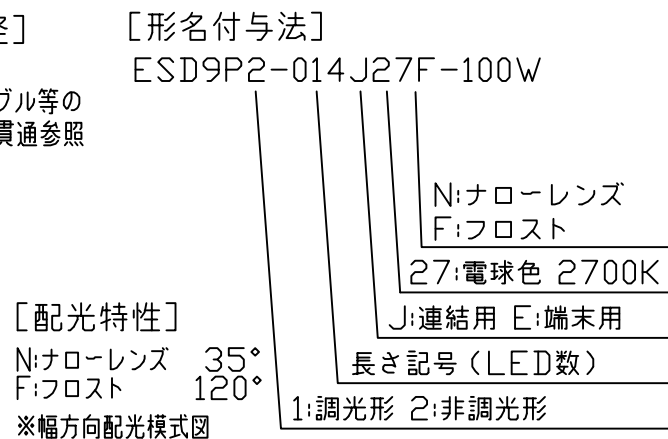 径]
ブル等の
貫通参照
[形名付与法]
ESD9P2-014J27F-100W
N:ナローレンズ
F:フロスト
27:電球色 2700K
J:連結用 E:端末用
長さ記号(LED数)
1:調光形 2:非調光形
[配光特性]
N:ナローレンズ 35°
F:フロスト 120°
※幅方向配光模式図